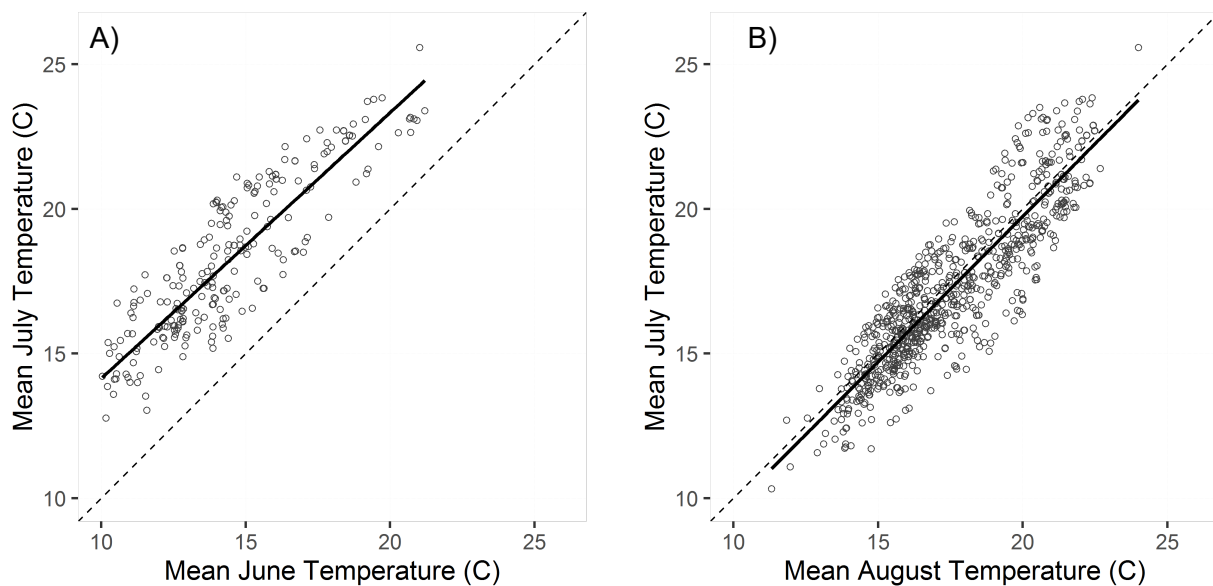 A)
Mean July Temperature (C)
25
20
15
10
10 15 20 25
Mean June Temperature (C)
B)
Mean July Temperature (C)
25
20
15
10
10 15 20 25
Mean August Temperature (C)